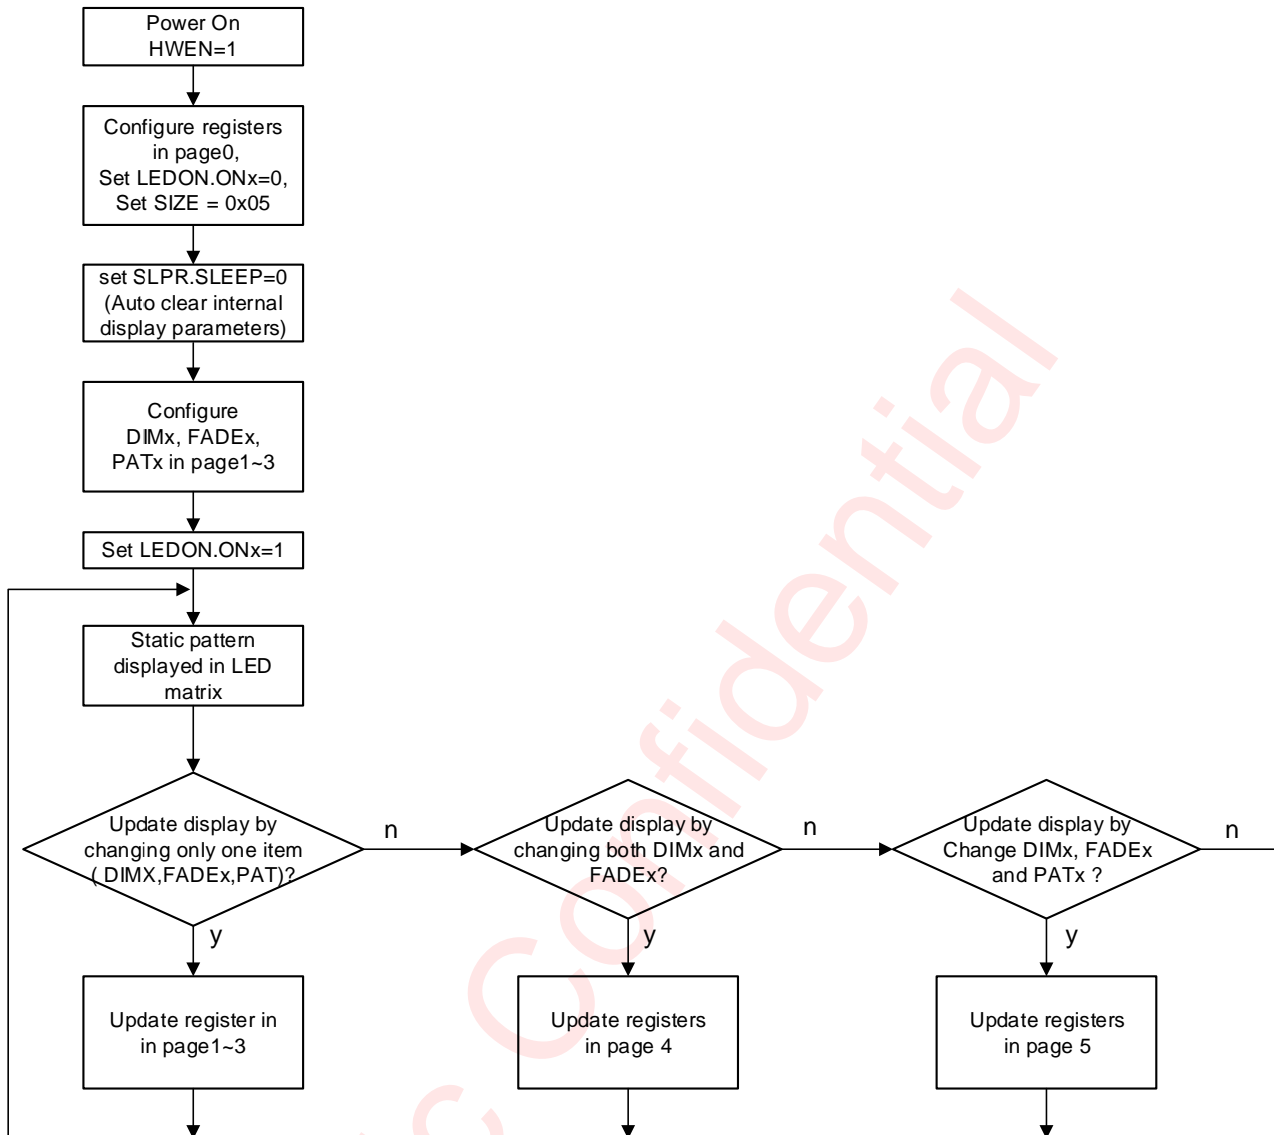 Power On
HWEN=1
Configure registers
in page0,
Set LEDON.ONx=0,
Set SIZE = 0x05
set SLPR.SLEEP=0
(Auto clear internal
display parameters)
Configure
DIMx, FADEx,
PATx in page1~3
Set LEDON.ONx=1
Static pattern
displayed in LED
matrix
Update display by
changing only one item
( DIMX,FADEx,PAT)?
n
Update display by
changing both DIMx and
FADEx?
n
Update display by
Change DIMx, FADEx
and PATx ?
n
y
y
y
Update register in
in page1~3
Update registers
in page 4
Update registers
in page 5
c Confidential